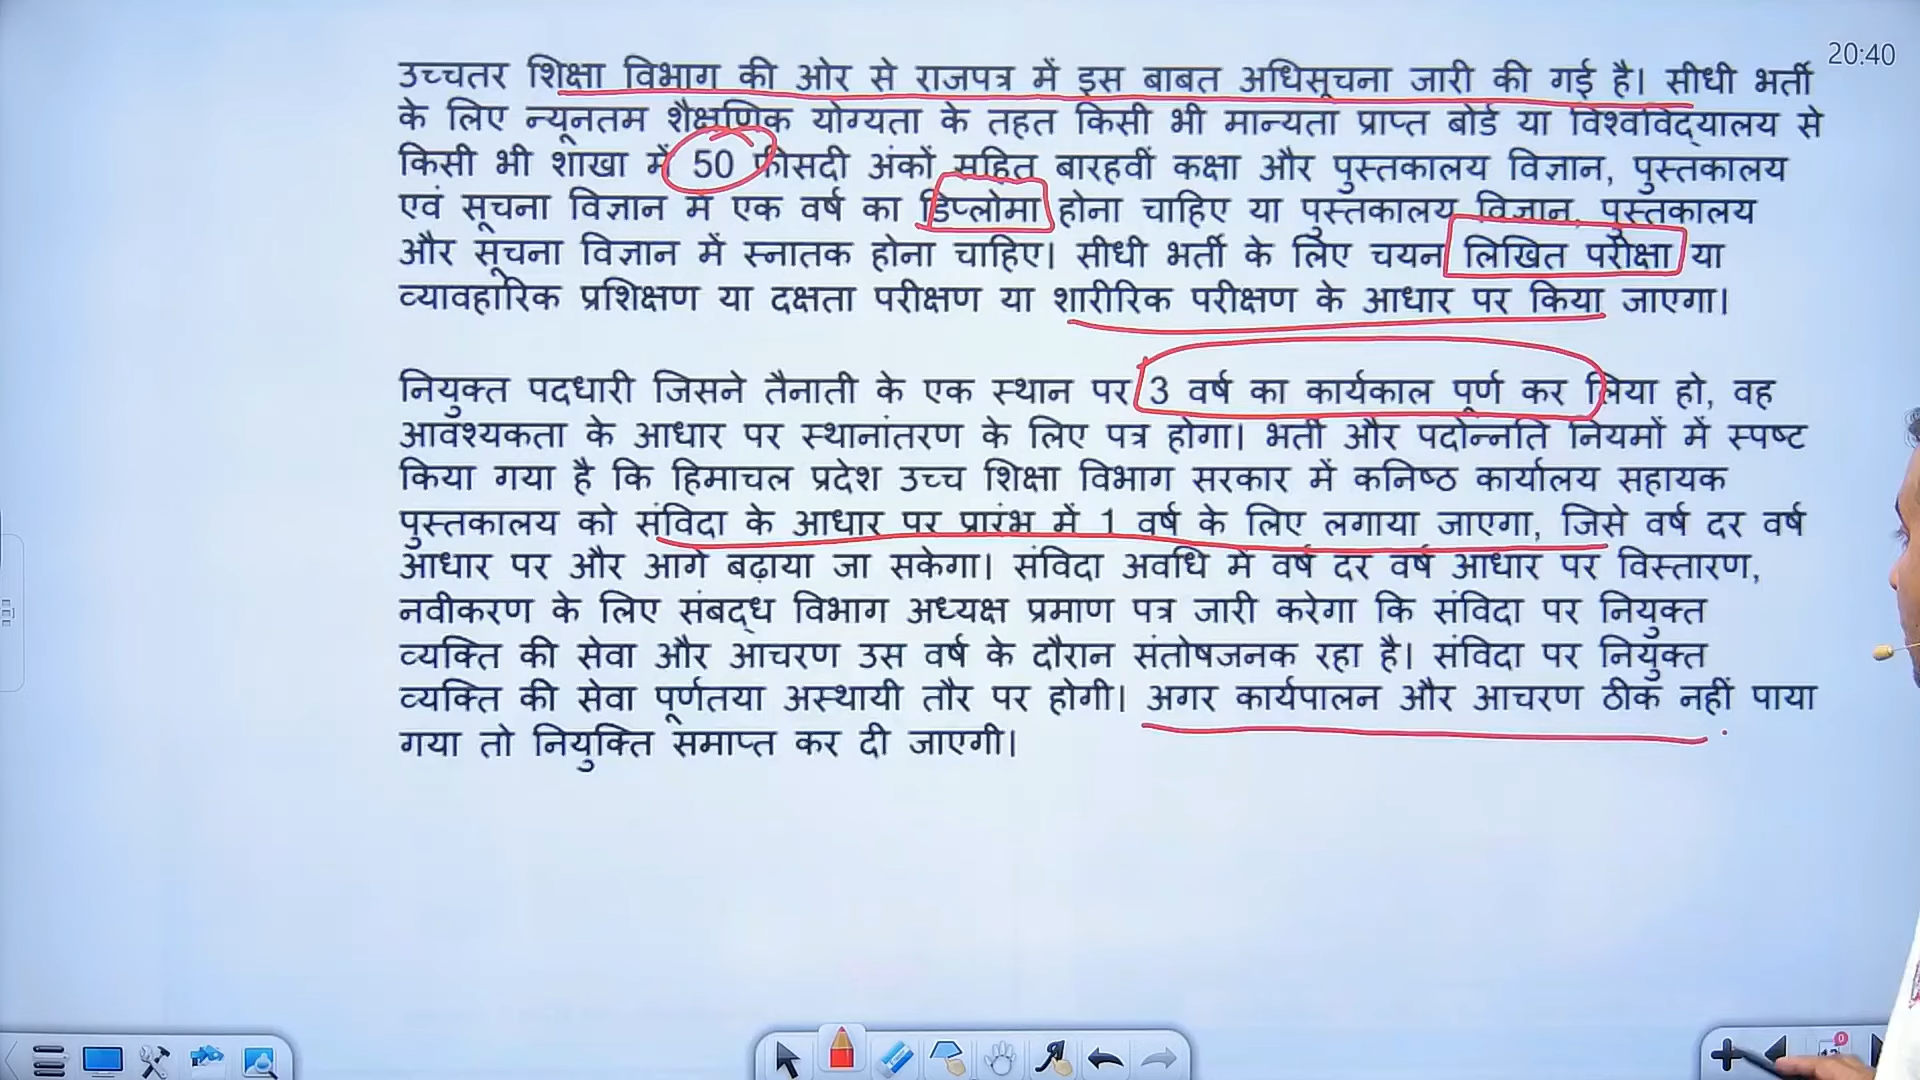 20:40
उच्चतर शिक्षा विभाग की ओर से राजपत्र में इस बाबत अधिसूचना जारी की गई है। सीधी भर्ती
के लिए न्यूनतम शैक्षणिक योग्यता के तहत किसी भी मान्यता प्राप्त बोर्ड या विश्वविद्यालय से
किसी भी शाखा में 50 फीसदी अंकों सहित बारहवीं कक्षा और पुस्तकालय विज्ञान, पुस्तकालय
एवं सूचना विज्ञान में एक वर्ष का डिप्लोमा होना चाहिए या पुस्तकालय विज्ञान, पुस्तकालय
और सूचना विज्ञान में स्नातक होना चाहिए। सीधी भर्ती के लिए चयन लिखित परीक्षा या
व्यावहारिक प्रशिक्षण या दक्षता परीक्षण या शारीरिक परीक्षण के आधार पर किया जाएगा।
नियुक्त पदधारी जिसने तैनाती के एक स्थान पर 3 वर्ष का कार्यकाल पूर्ण कर लिया हो, वह
आवश्यकता के आधार पर स्थानांतरण के लिए पत्र होगा। भर्ती और पदोन्नति नियमों में स्पष्ट
किया गया है कि हिमाचल प्रदेश उच्च शिक्षा विभाग सरकार में कनिष्ठ कार्यालय सहायक
पुस्तकालय को संविदा के आधार पर प्रारंभ में 1 वर्ष के लिए लगाया जाएगा, जिसे वर्ष दर वर्ष
आधार पर और आगे बढ़ाया जा सकेगा। संविदा अवधि में वर्ष दर वर्ष आधार पर विस्तारण,
नवीकरण के लिए संबद्ध विभाग अध्यक्ष प्रमाण पत्र जारी करेगा कि संविदा पर नियुक्त
व्यक्ति की सेवा और आचरण उस वर्ष के दौरान संतोषजनक रहा है। संविदा पर नियुक्त
व्यक्ति की सेवा पूर्णतया अस्थायी तौर पर होगी। अगर कार्यपालन और आचरण ठीक नहीं पाया
गया तो नियुक्ति समाप्त कर दी जाएगी।